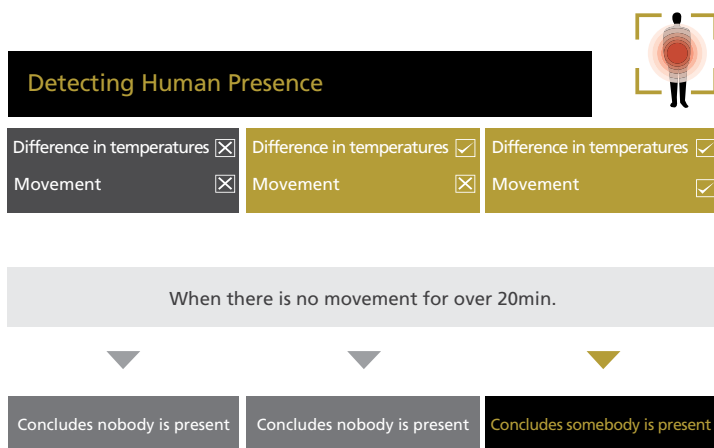 Detecting Human Presence
Difference in temperatures
Movement
Difference in temperatures
Movement
Difference in temperatures
Movement
When there is no movement for over 20min.
Concludes nobody is present
Concludes nobody is present
Concludes somebody is present